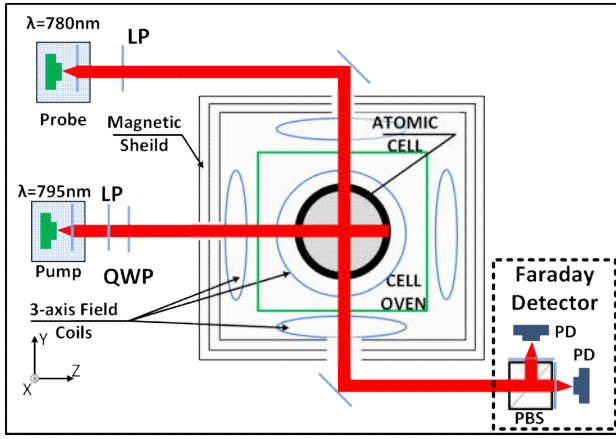 λ=780nm
LP
Probe
Magnetic
Sheild
ATOMIC
CELL
λ=795nm
LP
Pump
QWP
CELL
OVEN
3-axis Field
Coils
Faraday
Detector
PD
PD
PBS
Y
X
Z